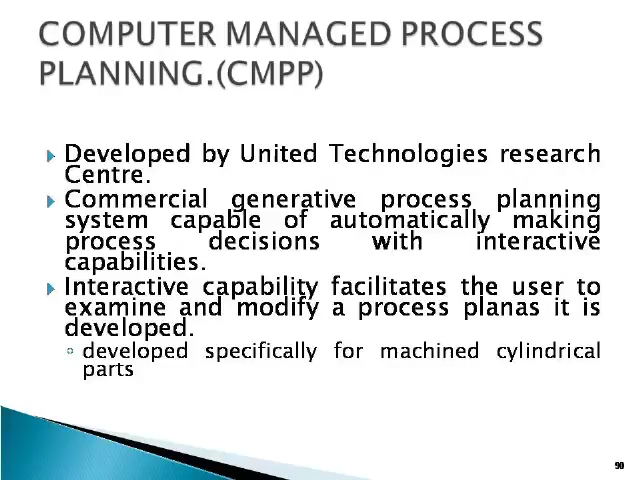 COMPUTER MANAGED PROCESS
PLANNING.(CMPP)
Developed by United Technologies research
Centre.
Commercial generative process planning
system capable of automatically making
process decisions with interactive
capabilities.
Interactive capability facilitates the user to
examine and modify a process planas it is
developed.
developed specifically for machined cylindrical
parts
90